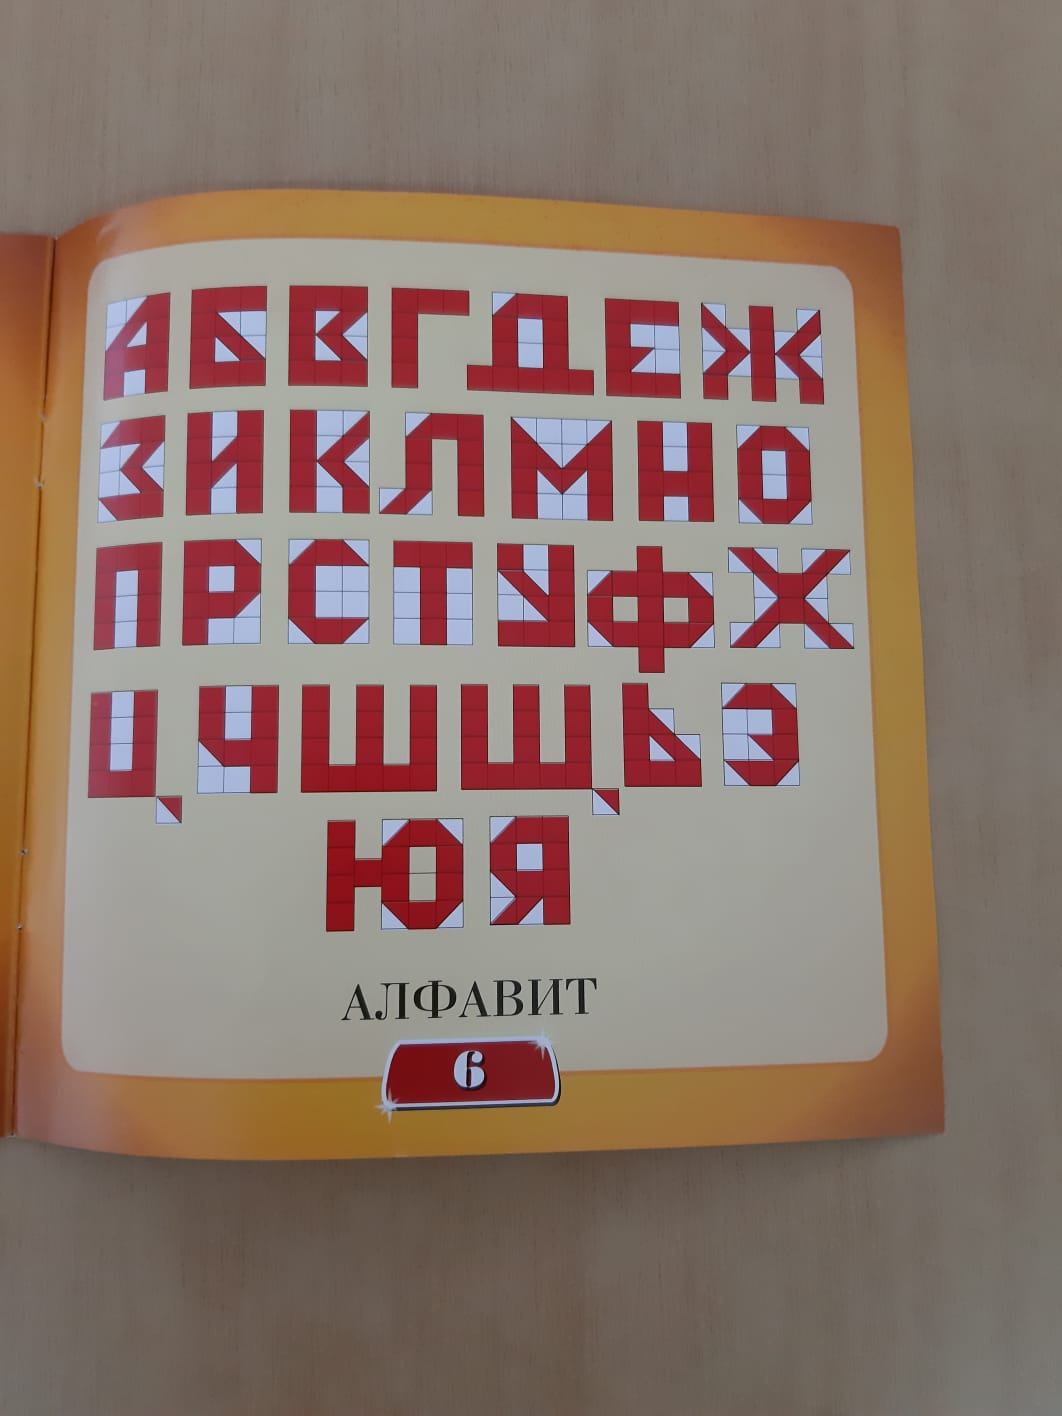 АБВГДЕЖ
ЗИКЛМНО
ПРСТУФХ
ЦЧШЩЬЭ
ЮЯ
АЛФАВИТ
6